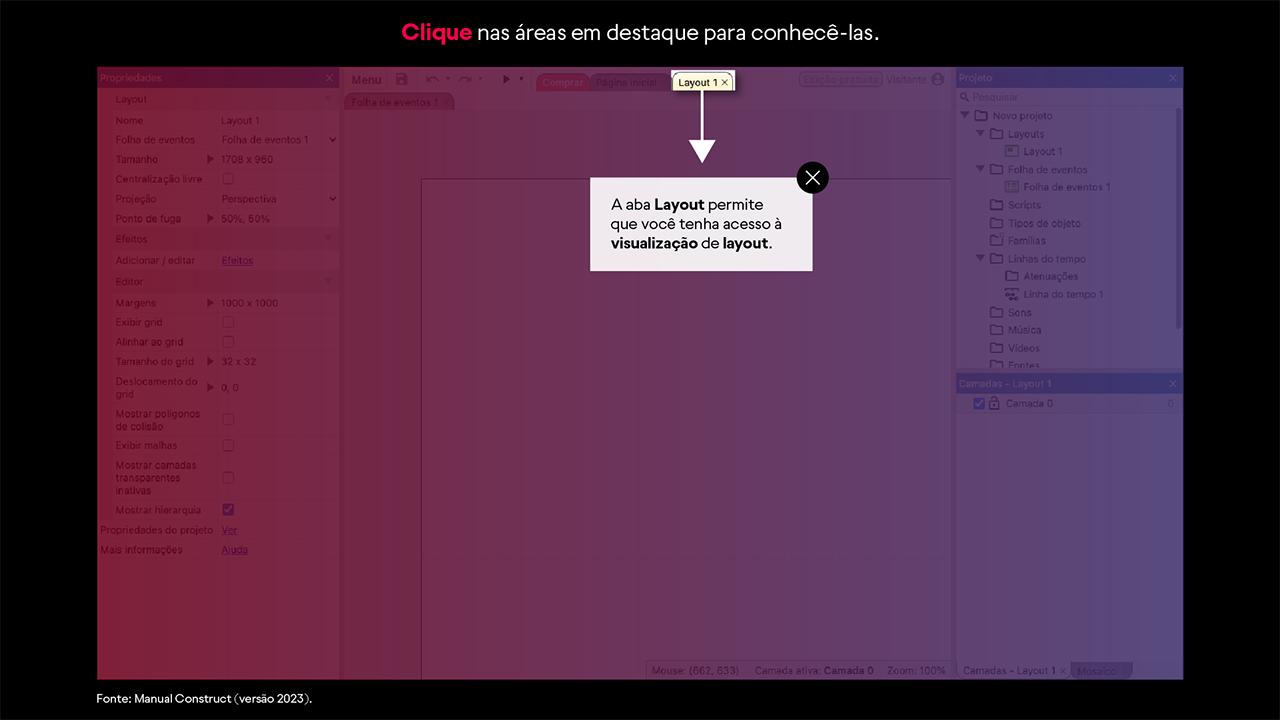 Clique nas áreas em destaque para conhecê-las.
Propriedades
Menu
Comprar
Página inicial
Layout 1
Edição gratuita
Visitante
Projeto
Folha de eventos 1
Layout
Nome Layout 1
Folha de eventos Folha de eventos 1
Tamanho 1708 x 960
Centralização livre
Projeção Perspectiva
Ponto de fuga 50%, 50%
Efeitos
Adicionar / editar Efeitos
Editor
Margens 1000 x 1000
Exibir grid
Alinhar ao grid
Tamanho do grid 32 x 32
Deslocamento do
grid 0, 0
Mostrar polígonos
de colisão
Exibir malhas
Mostrar camadas
transparentes
inativas
Mostrar hierarquia
Propriedades do projeto Ver
Mais informações Ajuda
A aba Layout permite
que você tenha acesso à
visualização de layout.
Pesquisar
Novo projeto
Layouts
Layout 1
Folha de eventos
Folha de eventos 1
Scripts
Tipos de objeto
Famílias
Linhas do tempo
Atenuações
Linha do tempo 1
Sons
Música
Vídeos
Fontes
Camadas - Layout 1
Camada 0 0
Mouse: (662, 633) Camada ativa: Camada 0 Zoom: 100%
Camadas - Layout 1
Mosaico
Fonte: Manual Construct (versão 2023).